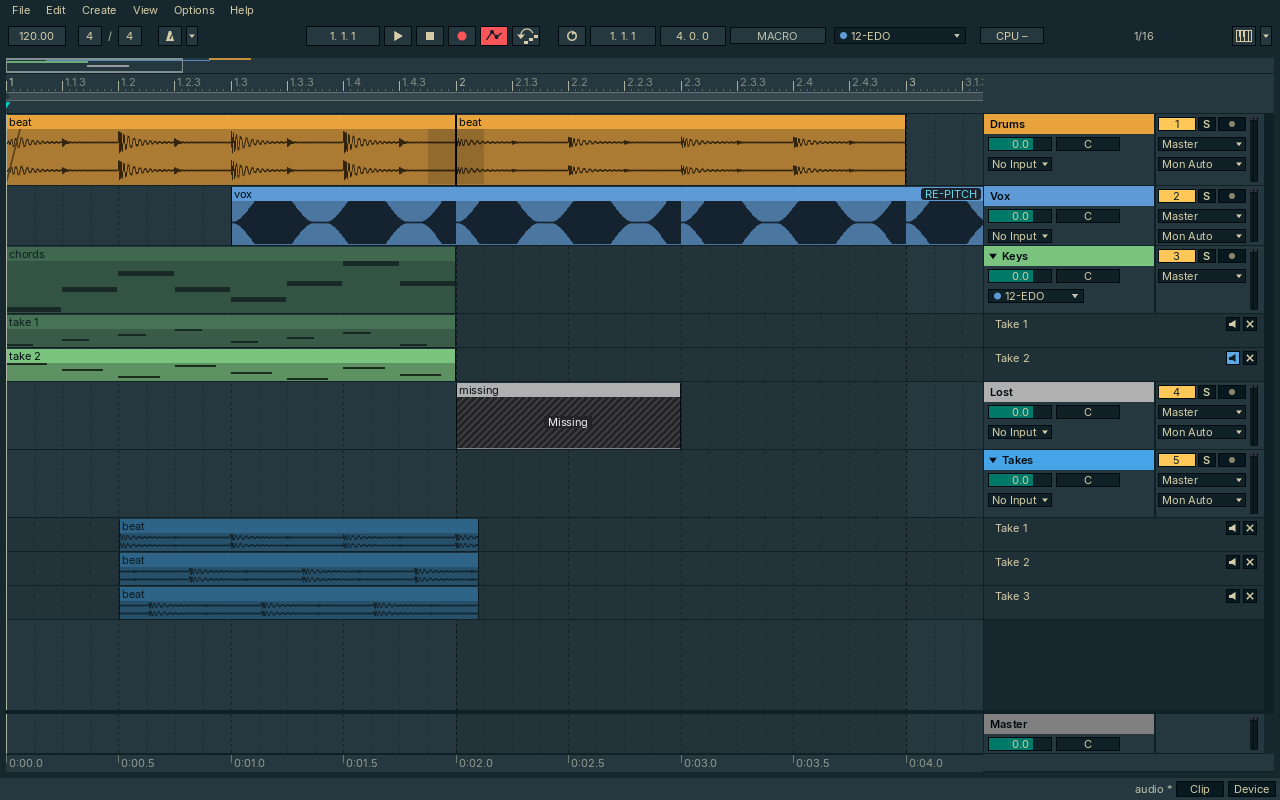 File Edit Create View Options Help
120.00 4 / 4 1. 1. 1 1. 1. 1 4. 0. 0 MACRO 12-EDO CPU – 1/16
1 1.1.3 1.2 1.2.3 1.3 1.3.3 1.4 1.4.3 2 2.1.3 2.2 2.2.3 2.3 2.3.3 2.4 2.4.3 3 3.1.
beat beat Drums 1 S
0.0 C Master
No Input Mon Auto
vox RE-PITCH Vox 2 S
0.0 C Master
No Input Mon Auto
chords Keys 3 S
0.0 C Master
12-EDO
take 1 Take 1
take 2 Take 2
missing Lost 4 S
0.0 C Master
Missing No Input Mon Auto
Takes 5 S
0.0 C Master
No Input Mon Auto
beat Take 1
beat Take 2
beat Take 3
Master
0.0 C
0:00.0 0:00.5 0:01.0 0:01.5 0:02.0 0:02.5 0:03.0 0:03.5 0:04.0
audio * Clip Device